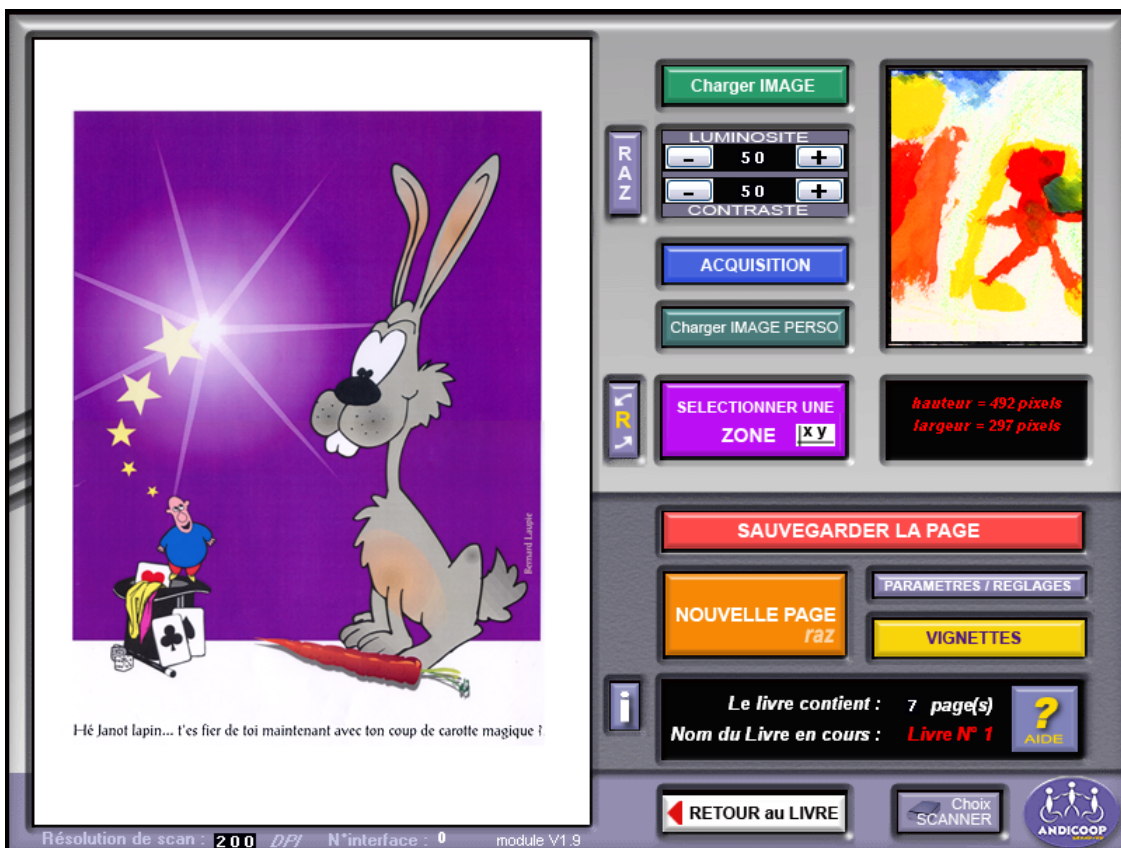 Bernard Laupie
Hé Janot lapin... t'es fier de toi maintenant avec ton coup de carotte magique ?
Résolution de scan : 200 DPI N°interface : 0 module V1.9
Charger IMAGE
RAZ
LUMINOSITE
- 50 +
- 50 +
CONTRASTE
ACQUISITION
Charger IMAGE PERSO
R
SELECTIONNER UNE
ZONE x y
hauteur = 492 pixels
largeur = 297 pixels
SAUVEGARDER LA PAGE
NOUVELLE PAGE
raz
PARAMETRES / REGLAGES
VIGNETTES
i
Le livre contient : 7 page(s)
Nom du Livre en cours : Livre N° 1
?
AIDE
RETOUR au LIVRE
Choix
SCANNER
ANDICOOP